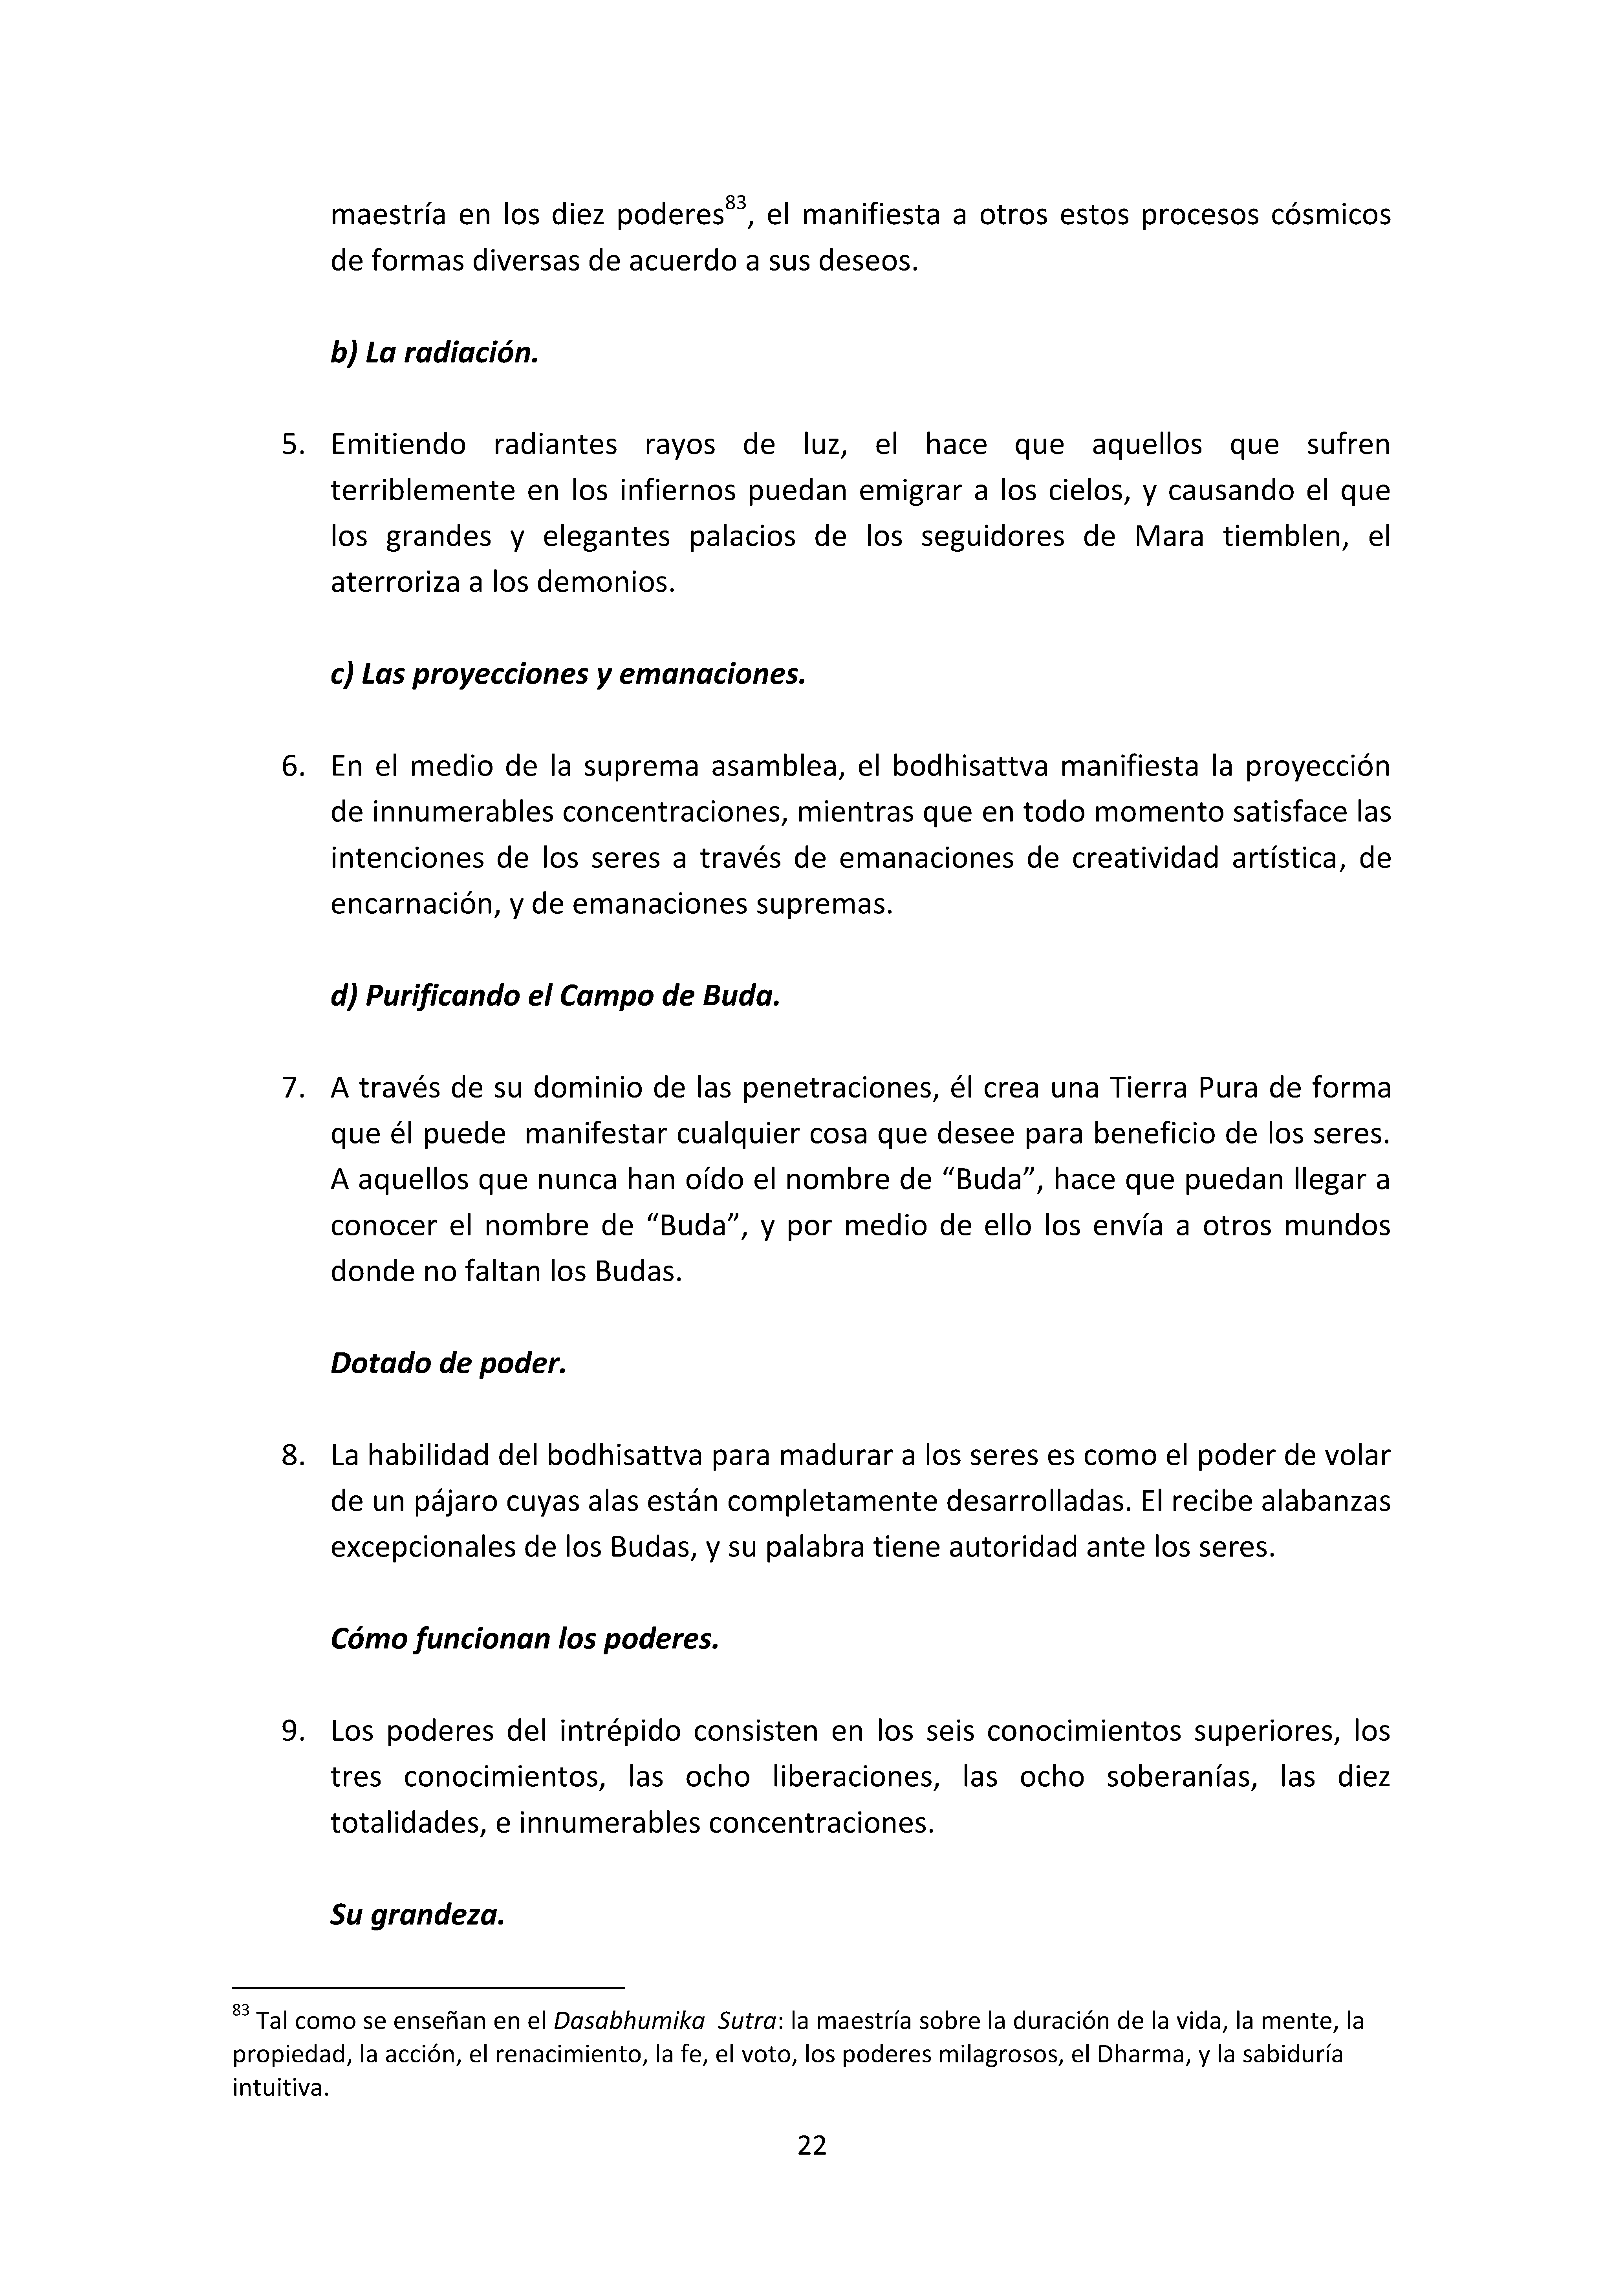 maestría en los diez poderes83, el manifiesta a otros estos procesos cósmicos
de formas diversas de acuerdo a sus deseos.
b) La radiación.
5. Emitiendo radiantes rayos de luz, el hace que aquellos que sufren
terriblemente en los infiernos puedan emigrar a los cielos, y causando el que
los grandes y elegantes palacios de los seguidores de Mara tiemblen, el
aterroriza a los demonios.
c) Las proyecciones y emanaciones.
6. En el medio de la suprema asamblea, el bodhisattva manifiesta la proyección
de innumerables concentraciones, mientras que en todo momento satisface las
intenciones de los seres a través de emanaciones de creatividad artística, de
encarnación, y de emanaciones supremas.
d) Purificando el Campo de Buda.
7. A través de su dominio de las penetraciones, él crea una Tierra Pura de forma
que él puede  manifestar cualquier cosa que desee para beneficio de los seres.
A aquellos que nunca han oído el nombre de “Buda”, hace que puedan llegar a
conocer el nombre de “Buda”, y por medio de ello los envía a otros mundos
donde no faltan los Budas.
Dotado de poder.
8. La habilidad del bodhisattva para madurar a los seres es como el poder de volar
de un pájaro cuyas alas están completamente desarrolladas. El recibe alabanzas
excepcionales de los Budas, y su palabra tiene autoridad ante los seres.
Cómo funcionan los poderes.
9. Los poderes del intrépido consisten en los seis conocimientos superiores, los
tres conocimientos, las ocho liberaciones, las ocho soberanías, las diez
totalidades, e innumerables concentraciones.
Su grandeza.
83 Tal como se enseñan en el Dasabhumika  Sutra: la maestría sobre la duración de la vida, la mente, la
propiedad, la acción, el renacimiento, la fe, el voto, los poderes milagrosos, el Dharma, y la sabiduría
intuitiva.
22